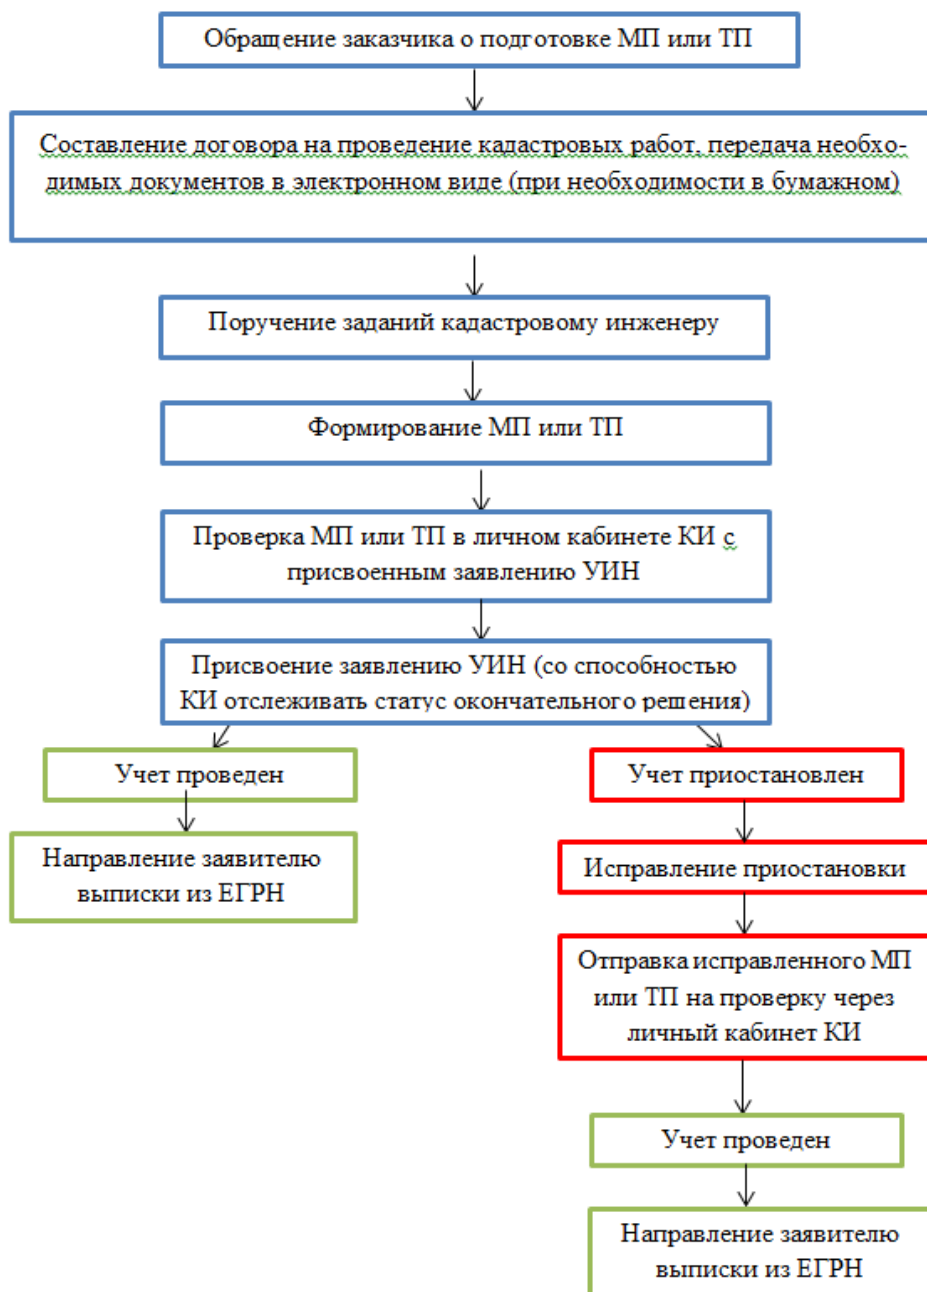 Обращение заказчика о подготовке МП или ТП
Составление договора на проведение кадастровых работ, передача необхо-
димых документов в электронном виде (при необходимости в бумажном)
Поручение заданий кадастровому инженеру
Формирование МП или ТП
Проверка МП или ТП в личном кабинете КИ с
присвоенным заявлению УИН
Присвоение заявлению УИН (со способностью
КИ отслеживать статус окончательного решения)
Учет проведен
Направление заявителю
выписки из ЕГРН
Учет приостановлен
Исправление приостановки
Отправка исправленного МП
или ТП на проверку через
личный кабинет КИ
Учет проведен
Направление заявителю
выписки из ЕГРН